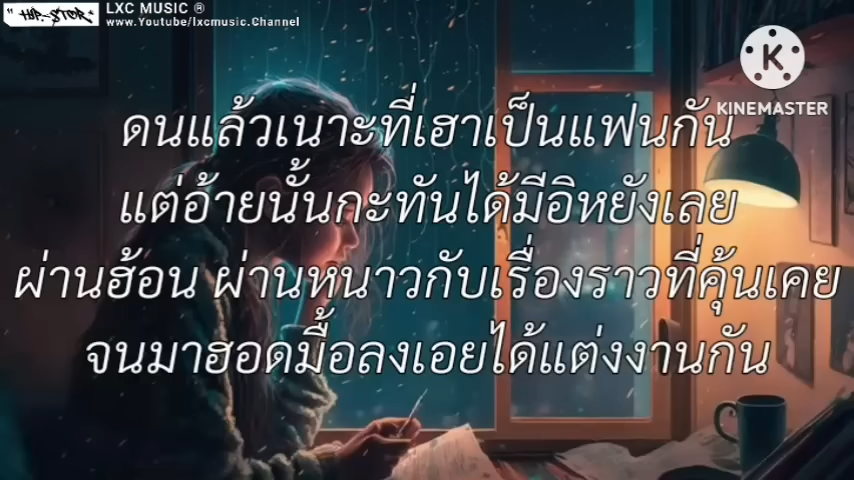 HIP-STER
LXC MUSIC ®
www.Youtube/lxcmusic.Channel
KINEMASTER
ดนแล้วเนาะที่เฮาเป็นแฟนกัน
แต่อ้ายนั้นกะทันได้มีอิหยังเลย
ผ่านฮ้อน ผ่านหนาวกับเรื่องราวที่คุ้นเคย
จนมาฮอดมื้อลงเอยได้แต่งงานกัน